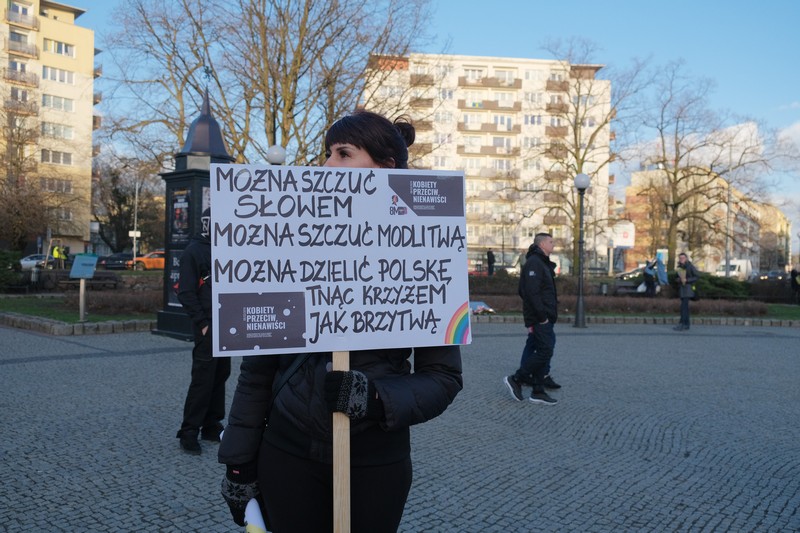 MOŻNA SZCZUĆ
SŁOWEM
MOŻNA SZCZUĆ MODLITWĄ
MOŻNA DZIELIĆ POLSKĘ
TNĄC KRZYŻEM
JAK BRZYTWĄ
KOBIETY
PRZECIW
NIENAWIŚCI
8M
KOBIETY
PRZECIW
NIENAWIŚCI